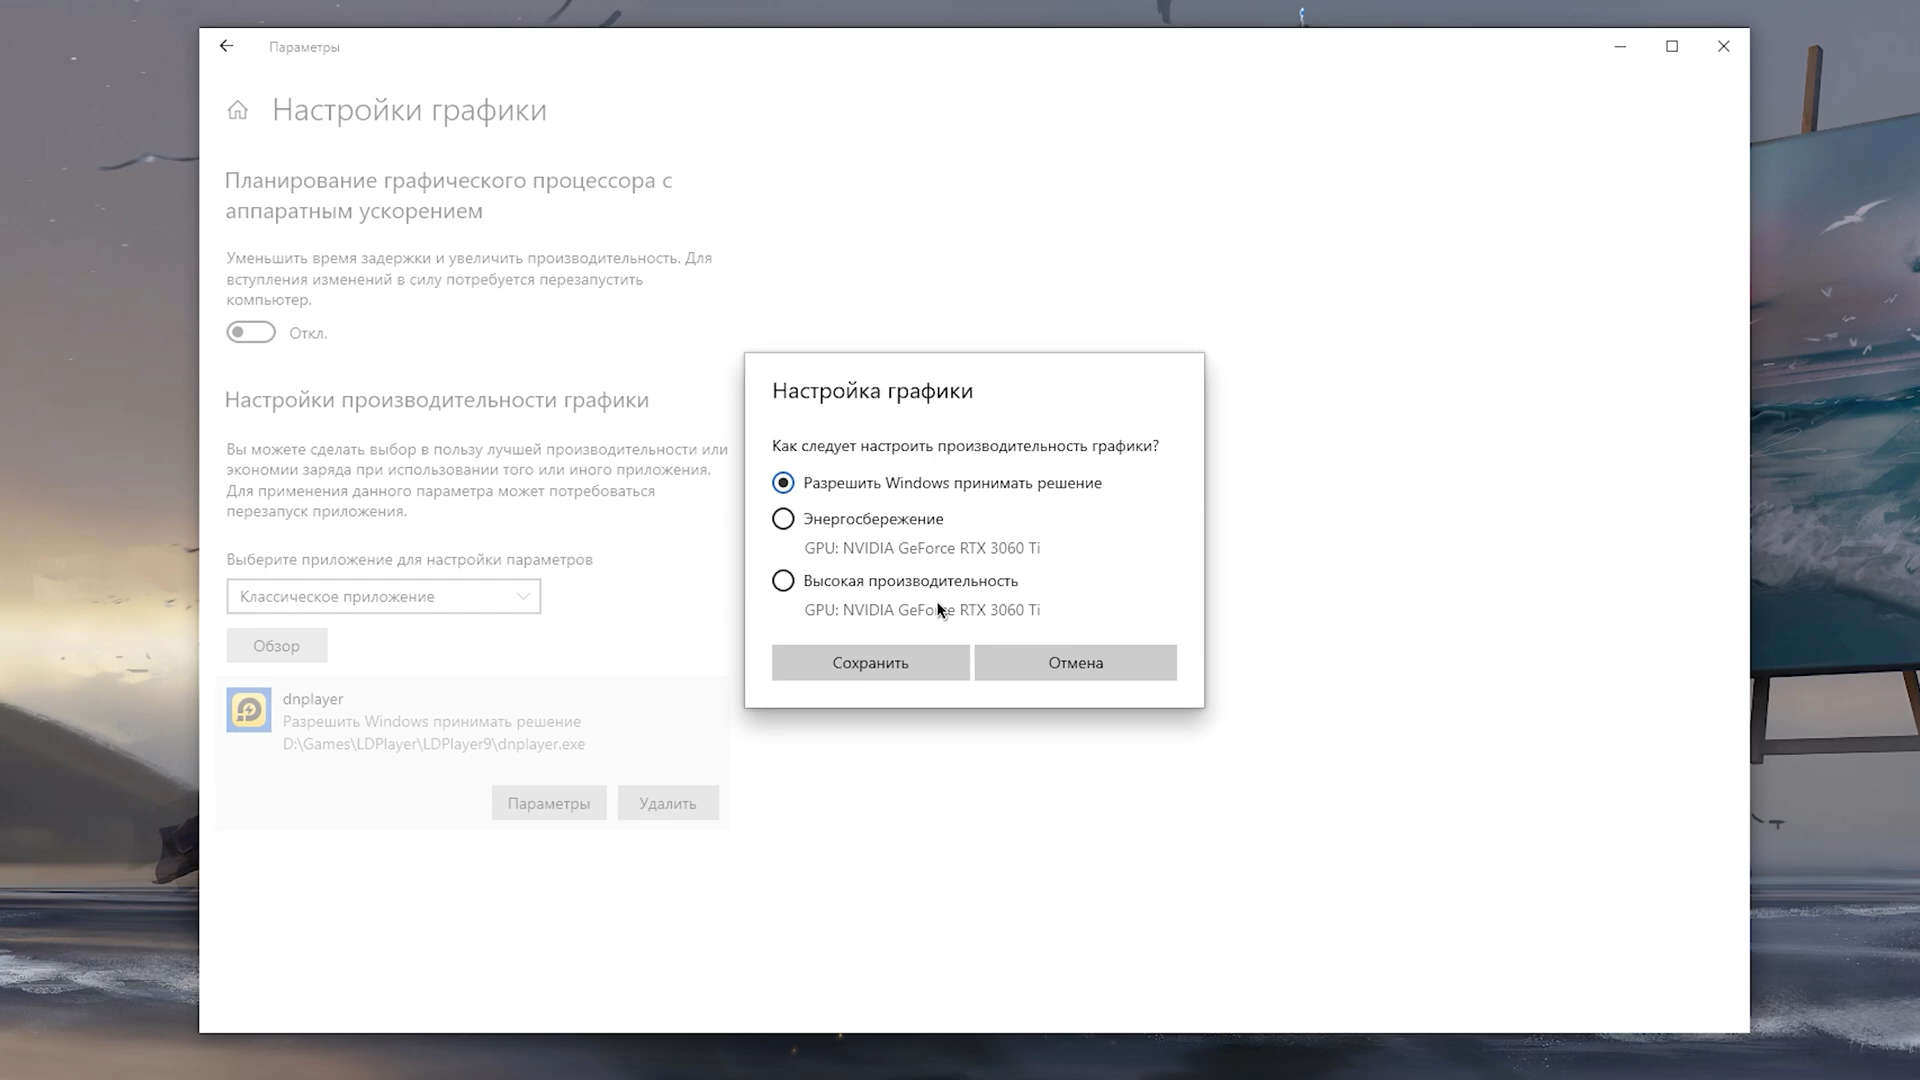 Параметры
Настройки графики
Планирование графического процессора с
аппаратным ускорением
Уменьшить время задержки и увеличить производительность. Для
вступления изменений в силу потребуется перезапустить
компьютер.
Откл.
Настройки производительности графики
Вы можете сделать выбор в пользу лучшей производительности или
экономии заряда при использовании того или иного приложения.
Для применения данного параметра может потребоваться
перезапуск приложения.
Выберите приложение для настройки параметров
Классическое приложение
Обзор
dnplayer
Разрешить Windows принимать решение
D:\Games\LDPlayer\LDPlayer9\dnplayer.exe
Параметры
Удалить
Настройка графики
Как следует настроить производительность графики?
Разрешить Windows принимать решение
Энергосбережение
GPU: NVIDIA GeForce RTX 3060 Ti
Высокая производительность
GPU: NVIDIA GeForce RTX 3060 Ti
Сохранить
Отмена